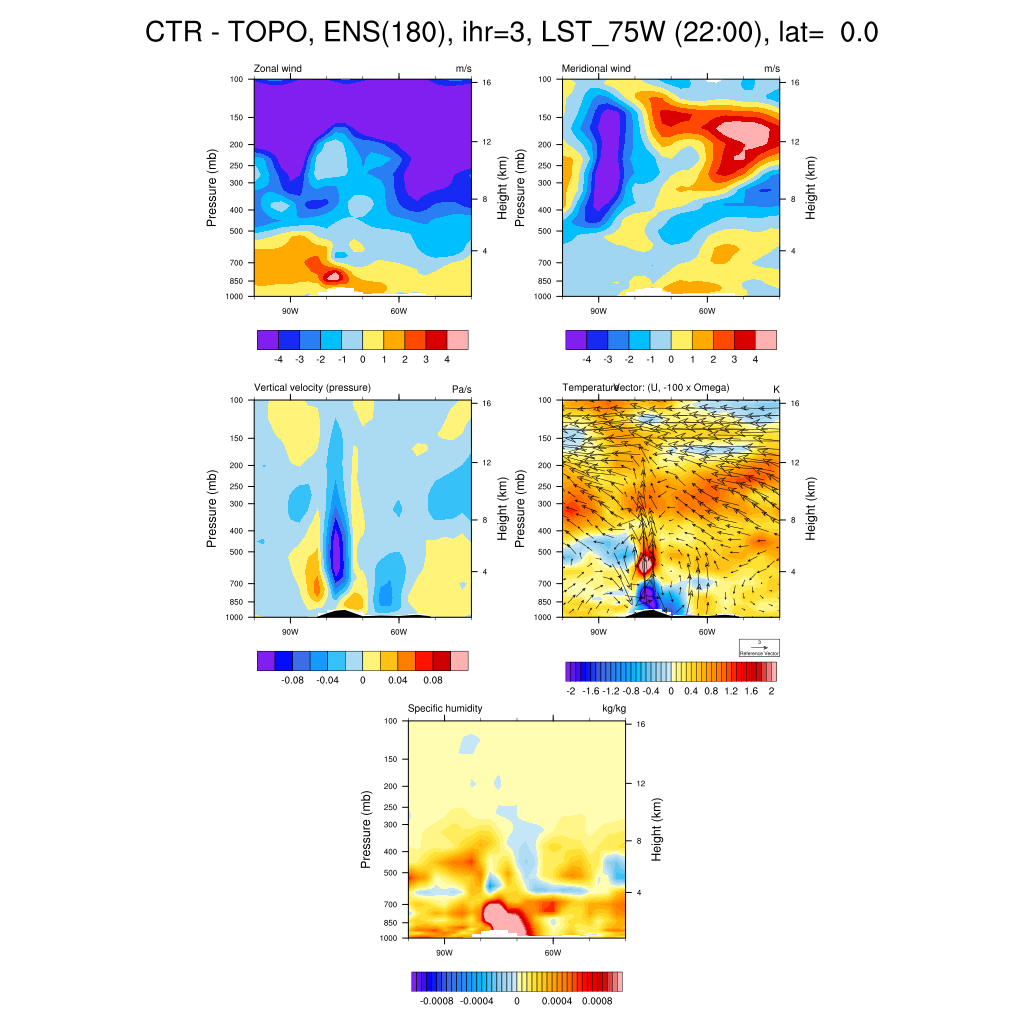 CTR - TOPO, ENS(180), ihr=3, LST_75W (22:00), lat= 0.0
Zonal wind m/s
Pressure (mb)
100
150
200
250
300
400
500
700
850
1000
16
12
8
4
Height (km)
90W 60W
-4 -3 -2 -1 0 1 2 3 4
Meridional wind m/s
Pressure (mb)
100
150
200
250
300
400
500
700
850
1000
16
12
8
4
Height (km)
90W 60W
-4 -3 -2 -1 0 1 2 3 4
Vertical velocity (pressure) Pa/s
Pressure (mb)
100
150
200
250
300
400
500
700
850
1000
16
12
8
4
Height (km)
90W 60W
-0.08 -0.04 0 0.04 0.08
Temperature Vector: (U, -100 x Omega) K
Pressure (mb)
100
150
200
250
300
400
500
700
850
1000
16
12
8
4
Height (km)
90W 60W
3
Reference Vector
-2 -1.6 -1.2 -0.8 -0.4 0 0.4 0.8 1.2 1.6 2
Specific humidity kg/kg
Pressure (mb)
100
150
200
250
300
400
500
700
850
1000
16
12
8
4
Height (km)
90W 60W
-0.0008 -0.0004 0 0.0004 0.0008